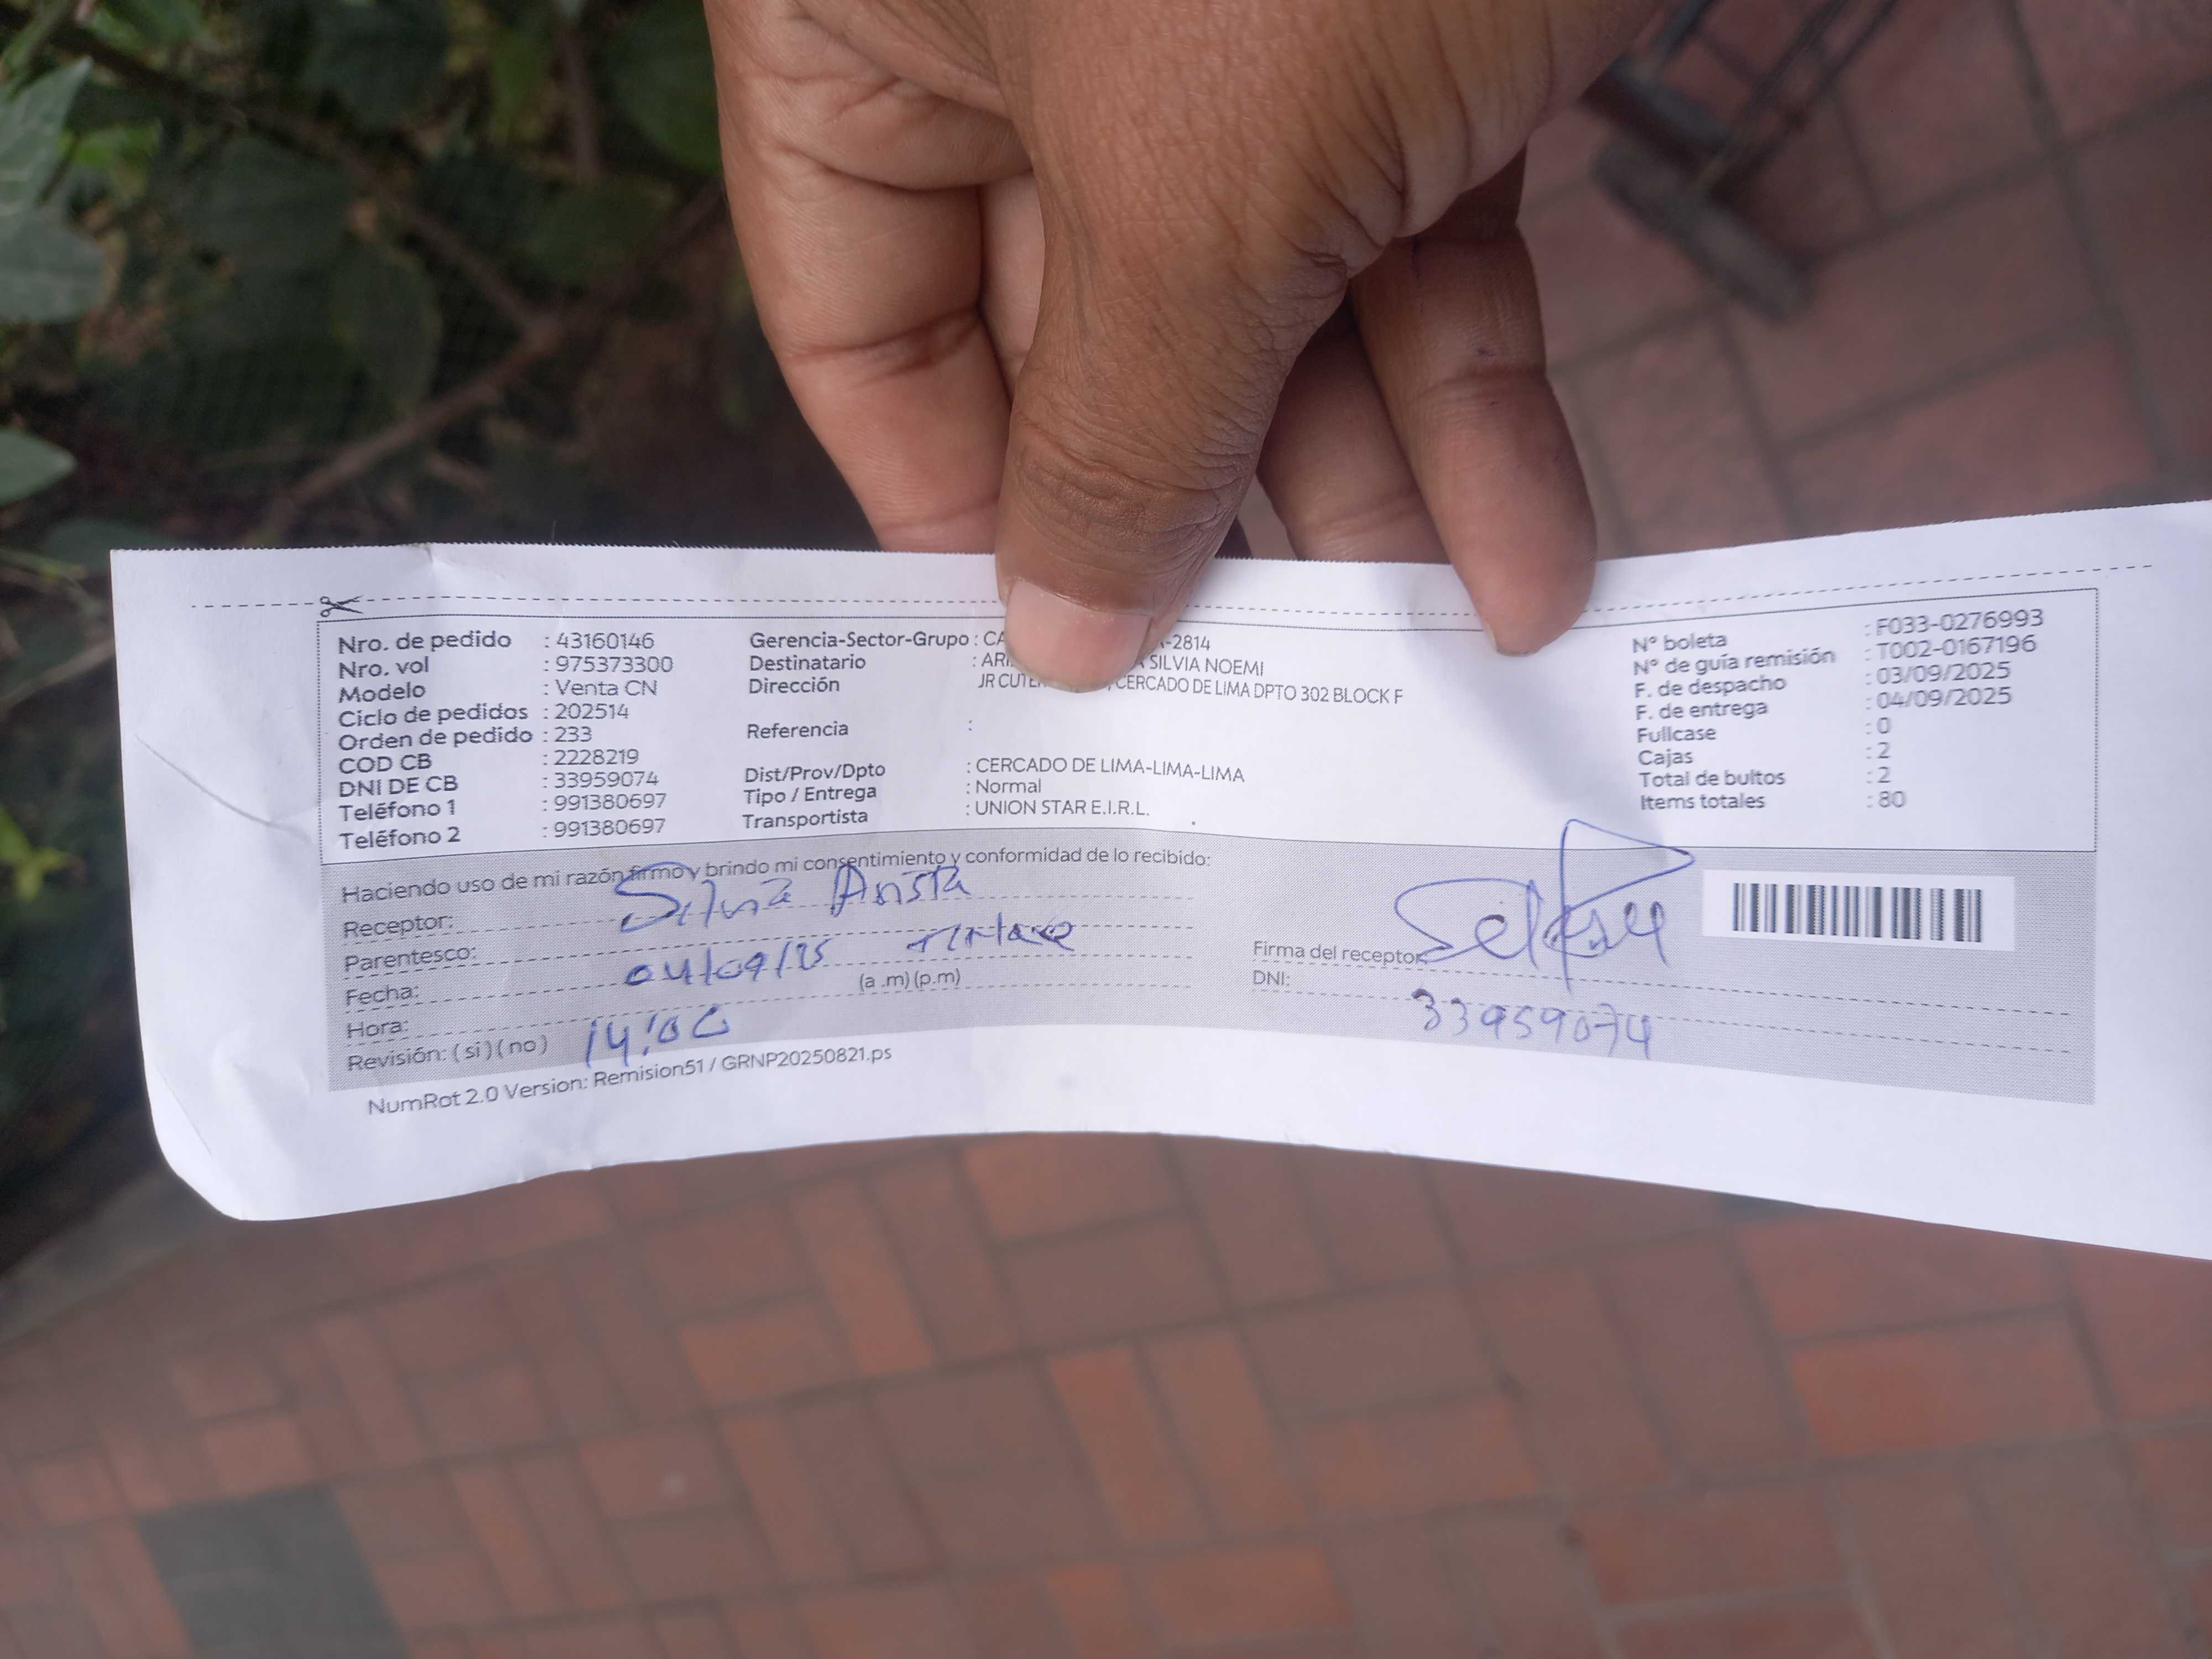 Nro. de pedido : 43160146
Nro. vol : 975373300
Modelo : Venta CN
Ciclo de pedidos : 202514
Orden de pedido : 233
COD CB : 2228219
DNI DE CB : 33959074
Teléfono 1 : 991380697
Teléfono 2 : 991380697
Gerencia-Sector-Grupo : CA -2814
Destinatario : SILVIA NOEMI
Dirección JR CERCADO DE LIMA DPTO 302 BLOCK F
Referencia :
Dist/Prov/Dpto : CERCADO DE LIMA-LIMA-LIMA
Tipo / Entrega : Normal
Transportista : UNION STAR E.I.R.L.
N° boleta : F033-0276993
N° de guía remisión : T002-0167196
F. de despacho : 03/09/2025
F. de entrega : 04/09/2025
Fullcase : 0
Cajas : 2
Total de bultos : 2
Items totales : 80
Haciendo uso de mi razón firmo y brindo mi consentimiento y conformidad de lo recibido:
Receptor: Silvia Arista
Parentesco: titular
Fecha: 04/09/25 (a .m) (p.m)
Hora: 14:00
Revisión: ( si ) ( no )
Firma del receptor
DNI: 33959074
NumRot 2.0 Version: Remision51 / GRNP20250821.ps